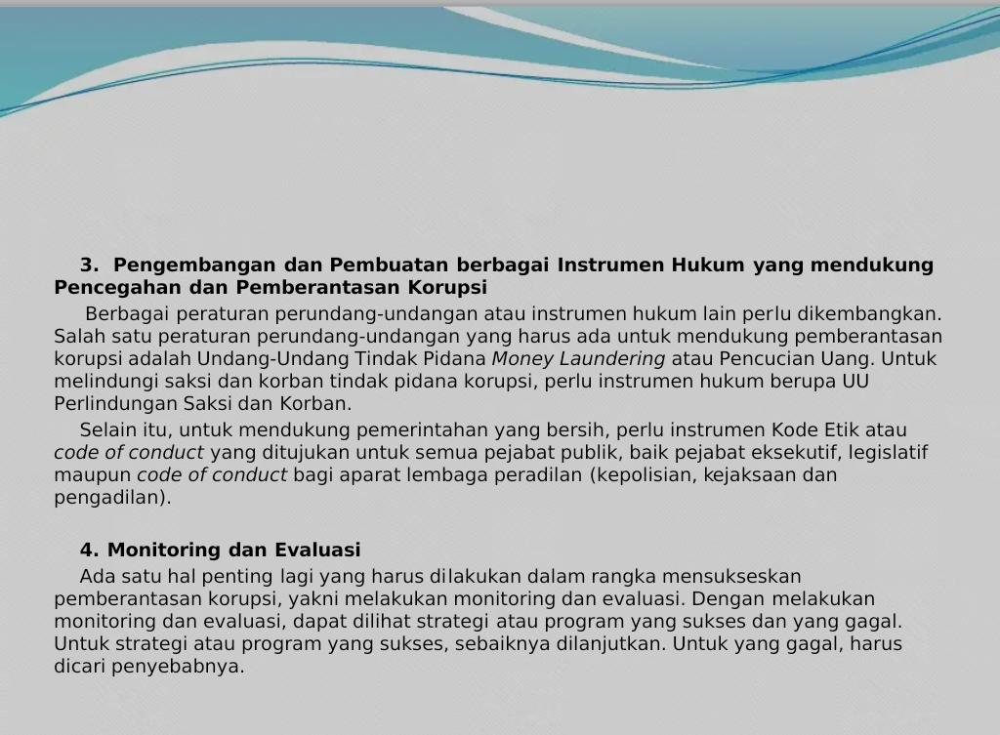 3. Pengembangan dan Pembuatan berbagai Instrumen Hukum yang mendukung
Pencegahan dan Pemberantasan Korupsi
Berbagai peraturan perundang-undangan atau instrumen hukum lain perlu dikembangkan.
Salah satu peraturan perundang-undangan yang harus ada untuk mendukung pemberantasan
korupsi adalah Undang-Undang Tindak Pidana Money Laundering atau Pencucian Uang. Untuk
melindungi saksi dan korban tindak pidana korupsi, perlu instrumen hukum berupa UU
Perlindungan Saksi dan Korban.
Selain itu, untuk mendukung pemerintahan yang bersih, perlu instrumen Kode Etik atau
code of conduct yang ditujukan untuk semua pejabat publik, baik pejabat eksekutif, legislatif
maupun code of conduct bagi aparat lembaga peradilan (kepolisian, kejaksaan dan
pengadilan).
4. Monitoring dan Evaluasi
Ada satu hal penting lagi yang harus dilakukan dalam rangka mensukseskan
pemberantasan korupsi, yakni melakukan monitoring dan evaluasi. Dengan melakukan
monitoring dan evaluasi, dapat dilihat strategi atau program yang sukses dan yang gagal.
Untuk strategi atau program yang sukses, sebaiknya dilanjutkan. Untuk yang gagal, harus
dicari penyebabnya.